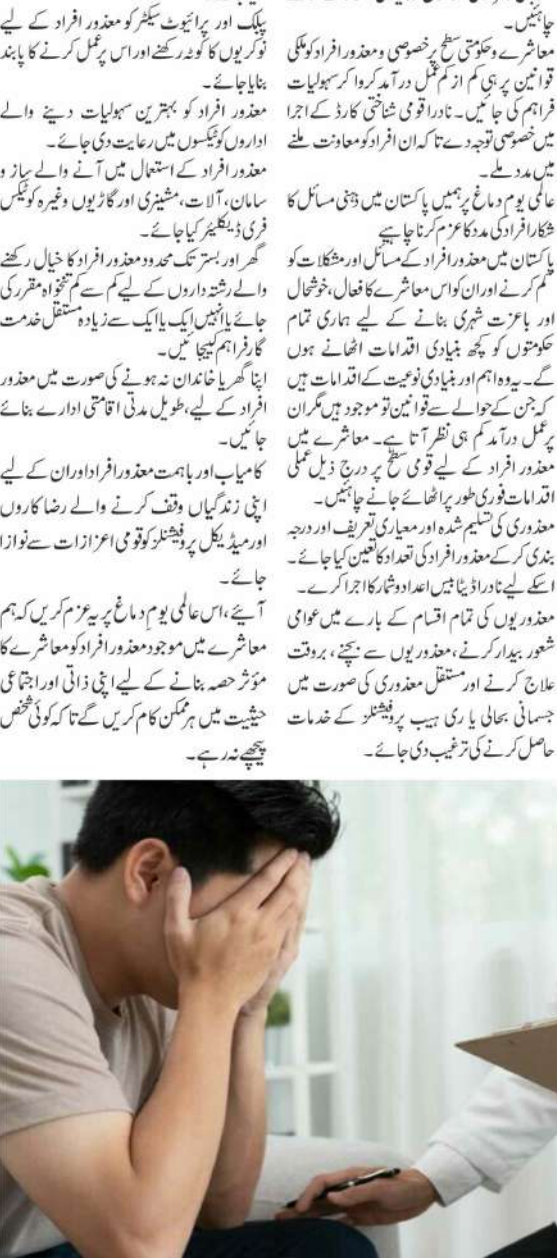 چاہئیں۔
معاشرے و حکومتی سطح پر خصوصی و معذور افراد کو ملکی
قوانین پر ہی کم از کم عمل درآمد کروا کر سہولیات
فراہم کی جائیں۔ نادرا قومی شناختی کارڈ کے اجرا
میں خصوصی توجہ دے تا کہ ان افراد کو معاونت ملنے
میں مدد ملے۔
عالمی یوم دماغ پر ہمیں پاکستان میں ذہنی مسائل کا
شکار افراد کی مدد کا عزم کرنا چاہیے
پاکستان میں معذور افراد کے مسائل اور مشکلات کو
ختم کرنے اور ان کو اس معاشرے کا فعال، خوشحال
اور باعزت شہری بنانے کے لیے ہماری تمام
حکومتوں کو کچھ بنیادی اقدامات اٹھانے ہوں
گے۔ یہ وہ اہم اور بنیادی نوعیت کے اقدامات ہیں
کہ جن کے حوالے سے قوانین تو موجود ہیں مگر ان
پر عمل درآمد کم ہی نظر آتا ہے۔ معاشرے میں
معذور افراد کے لیے قومی سطح پر درج ذیل عملی
اقدامات فوری طور پر اٹھائے جانے چاہئیں۔
معذوری کی تسلیم شدہ اور معیاری تعریف اور درجہ
بندی کر کے معذور افراد کی تعداد کا تعین کیا جائے۔
اسکے لیے نادرا ڈیٹا بیس اعداد و شمار کا اجرا کرے۔
معذوریوں کی تمام اقسام کے بارے میں عوامی
شعور بیدار کرنے، معذوریوں سے بچنے، بروقت
علاج کرنے اور مستقل معذوری کی صورت میں
جسمانی بحالی یا ری ہیب پروفیشنلز کے خدمات
حاصل کرنے کی ترغیب دی جائے۔
پبلک اور پرائیوٹ سیکٹر کو معذور افراد کے لیے
نوکریوں کا کوٹہ رکھنے اور اس پر عمل کرنے کا پابند
بنایا جائے۔
معذور افراد کو بہترین سہولیات دینے والے
اداروں کو ٹیکسوں میں رعایت دی جائے۔
معذور افراد کے استعمال میں آنے والے ساز و
سامان، آلات، مشینری اور گاڑیوں وغیرہ کو ٹیکس
فری ڈیکلیئر کیا جائے۔
گھر اور بستر تک محدود معذور افراد کا خیال رکھنے
والے رشتہ داروں کے لیے کم سے کم تنخواہ مقرر کی
جائے یا انہیں ایک یا ایک سے زیادہ مستقل خدمت
گار فراہم کیے جائیں۔
اپنا گھر یا خاندان نہ ہونے کی صورت میں معذور
افراد کے لیے، طویل مدتی اقامتی ادارے بنائے
جائیں۔
کامیاب اور باہمت معذور افراد اور ان کے لیے
اپنی زندگیاں وقف کرنے والے رضا کاروں
اور میڈیکل پروفیشنلز کو قومی اعزازات سے نوازا
جائے۔
آیئے، اس عالمی یوم دماغ پر یہ عزم کریں کہ ہم
معاشرے میں موجود معذور افراد کو معاشرے کا
مؤثر حصہ بنانے کے لیے اپنی ذاتی اور اجتماعی
حیثیت میں ہر ممکن کام کریں گے تا کہ کوئی شخص
پیچھے نہ رہے۔